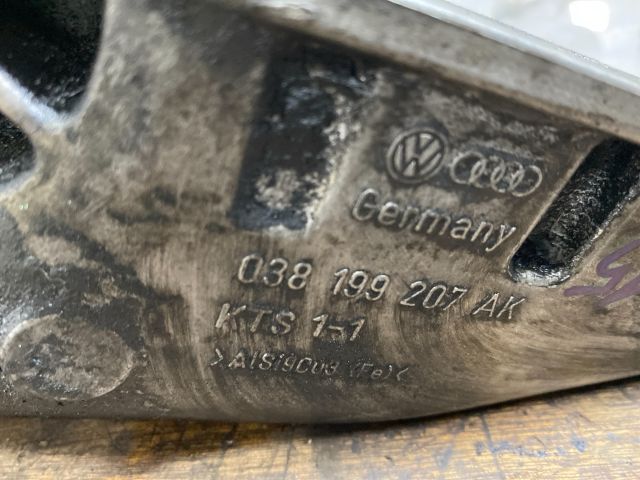 Germany
038 199 207 AK
KTS 1-1
>AlSi9Cu3 (Fe)<